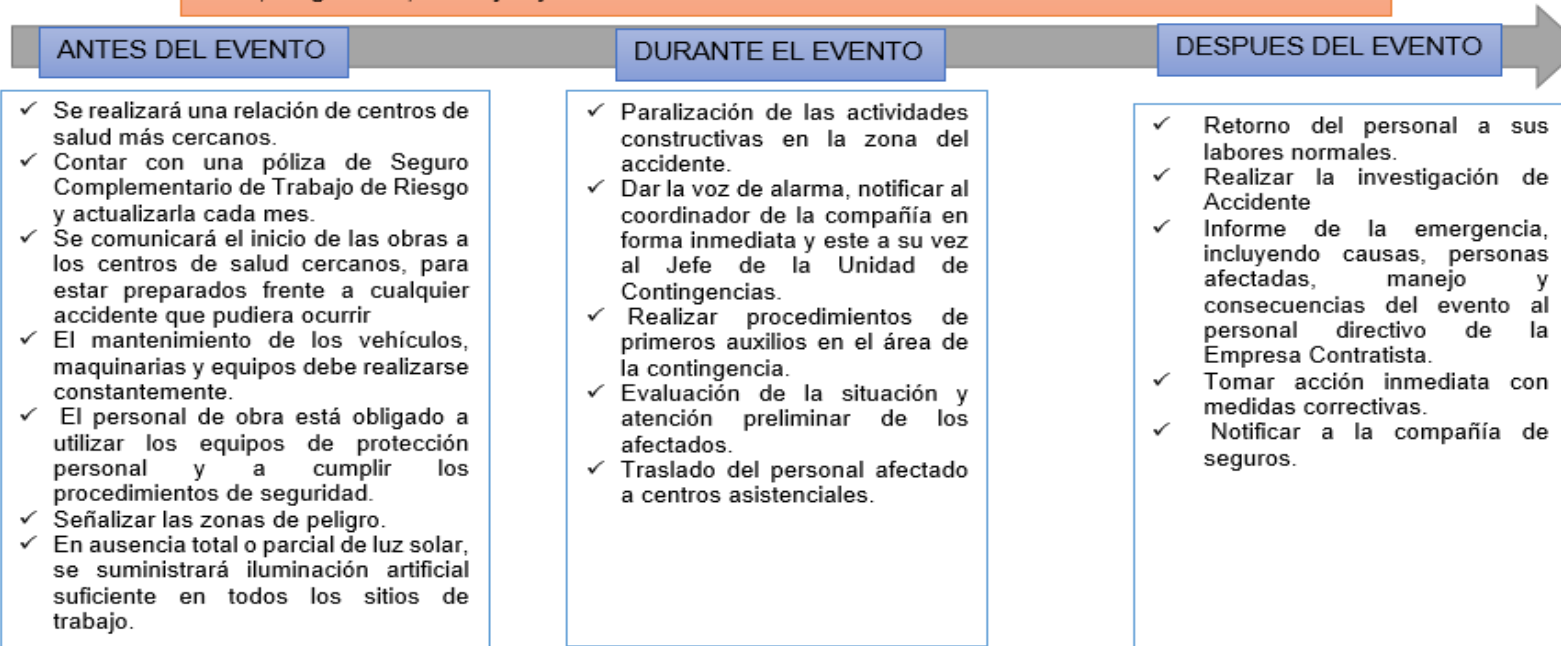 ANTES DEL EVENTO
✓ Se realizará una relación de centros de
salud más cercanos.
✓ Contar con una póliza de Seguro
Complementario de Trabajo de Riesgo
y actualizarla cada mes.
✓ Se comunicará el inicio de las obras a
los centros de salud cercanos, para
estar preparados frente a cualquier
accidente que pudiera ocurrir
✓ El mantenimiento de los vehículos,
maquinarias y equipos debe realizarse
constantemente.
✓ El personal de obra está obligado a
utilizar los equipos de protección
personal y a cumplir los
procedimientos de seguridad.
✓ Señalizar las zonas de peligro.
✓ En ausencia total o parcial de luz solar,
se suministrará iluminación artificial
suficiente en todos los sitios de
trabajo.
DURANTE EL EVENTO
✓ Paralización de las actividades
constructivas en la zona del
accidente.
✓ Dar la voz de alarma, notificar al
coordinador de la compañía en
forma inmediata y este a su vez
al Jefe de la Unidad de
Contingencias.
✓ Realizar procedimientos de
primeros auxilios en el área de
la contingencia.
✓ Evaluación de la situación y
atención preliminar de los
afectados.
✓ Traslado del personal afectado
a centros asistenciales.
DESPUES DEL EVENTO
✓ Retorno del personal a sus
labores normales.
✓ Realizar la investigación de
Accidente
✓ Informe de la emergencia,
incluyendo causas, personas
afectadas, manejo y
consecuencias del evento al
personal directivo de la
Empresa Contratista.
✓ Tomar acción inmediata con
medidas correctivas.
✓ Notificar a la compañía de
seguros.